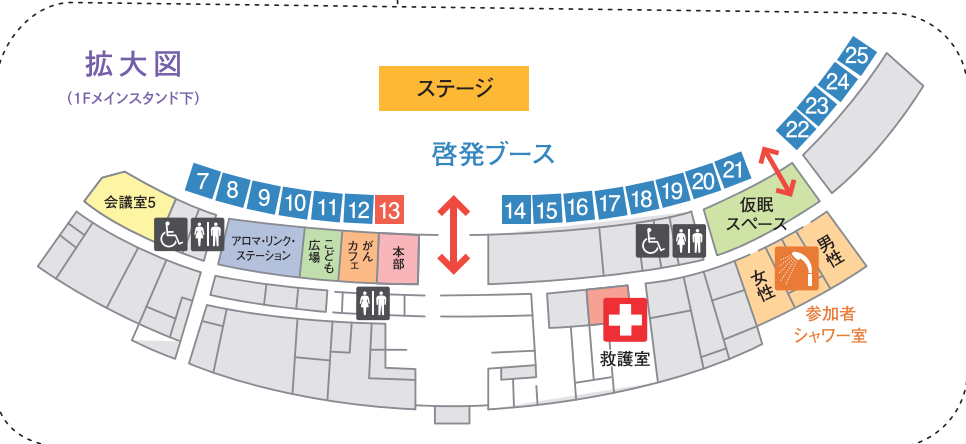 拡大図
（1Fメインスタンド下）
ステージ
啓発ブース
7
8
9
10
11
12
13
14
15
16
17
18
19
20
21
22
23
24
25
会議室5
アロマ・リンク・
ステーション
こども
広場
がん
カフェ
本部
仮眠
スペース
女性
男性
参加者
シャワー室
救護室